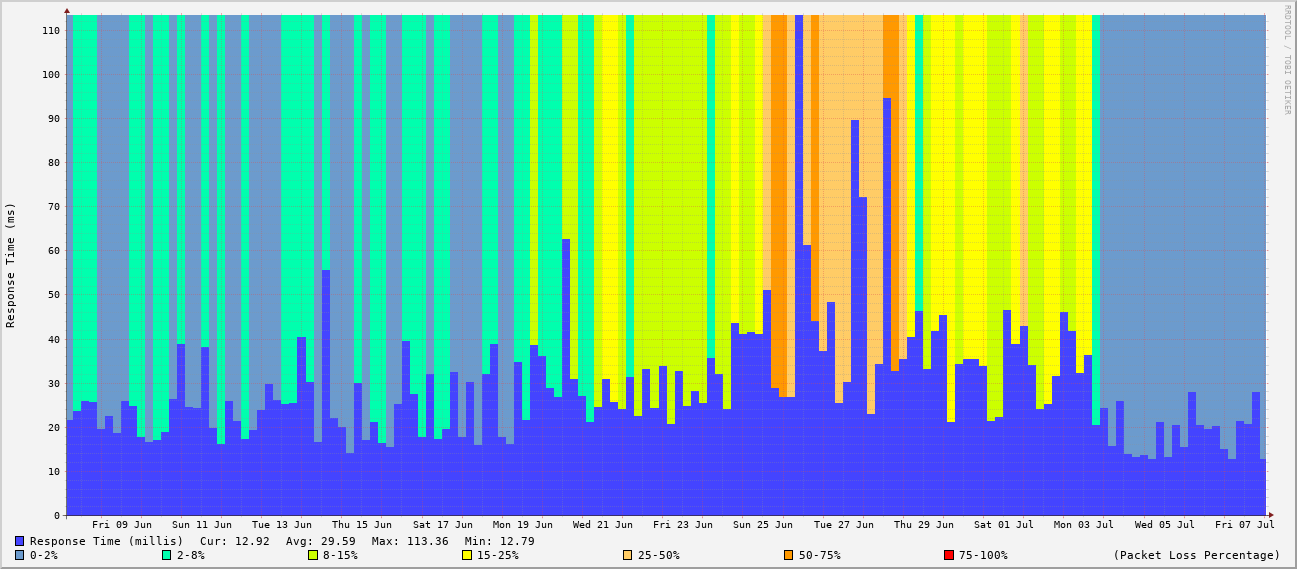 RRDTOOL / TOBI OETIKER
Response Time (ms)
110
100
90
80
70
60
50
40
30
20
10
0
Fri 09 Jun Sun 11 Jun Tue 13 Jun Thu 15 Jun Sat 17 Jun Mon 19 Jun Wed 21 Jun Fri 23 Jun Sun 25 Jun Tue 27 Jun Thu 29 Jun Sat 01 Jul Mon 03 Jul Wed 05 Jul Fri 07 Jul
Response Time (millis) Cur: 12.92 Avg: 29.59 Max: 113.36 Min: 12.79
0-2% 2-8% 8-15% 15-25% 25-50% 50-75% 75-100% (Packet Loss Percentage)